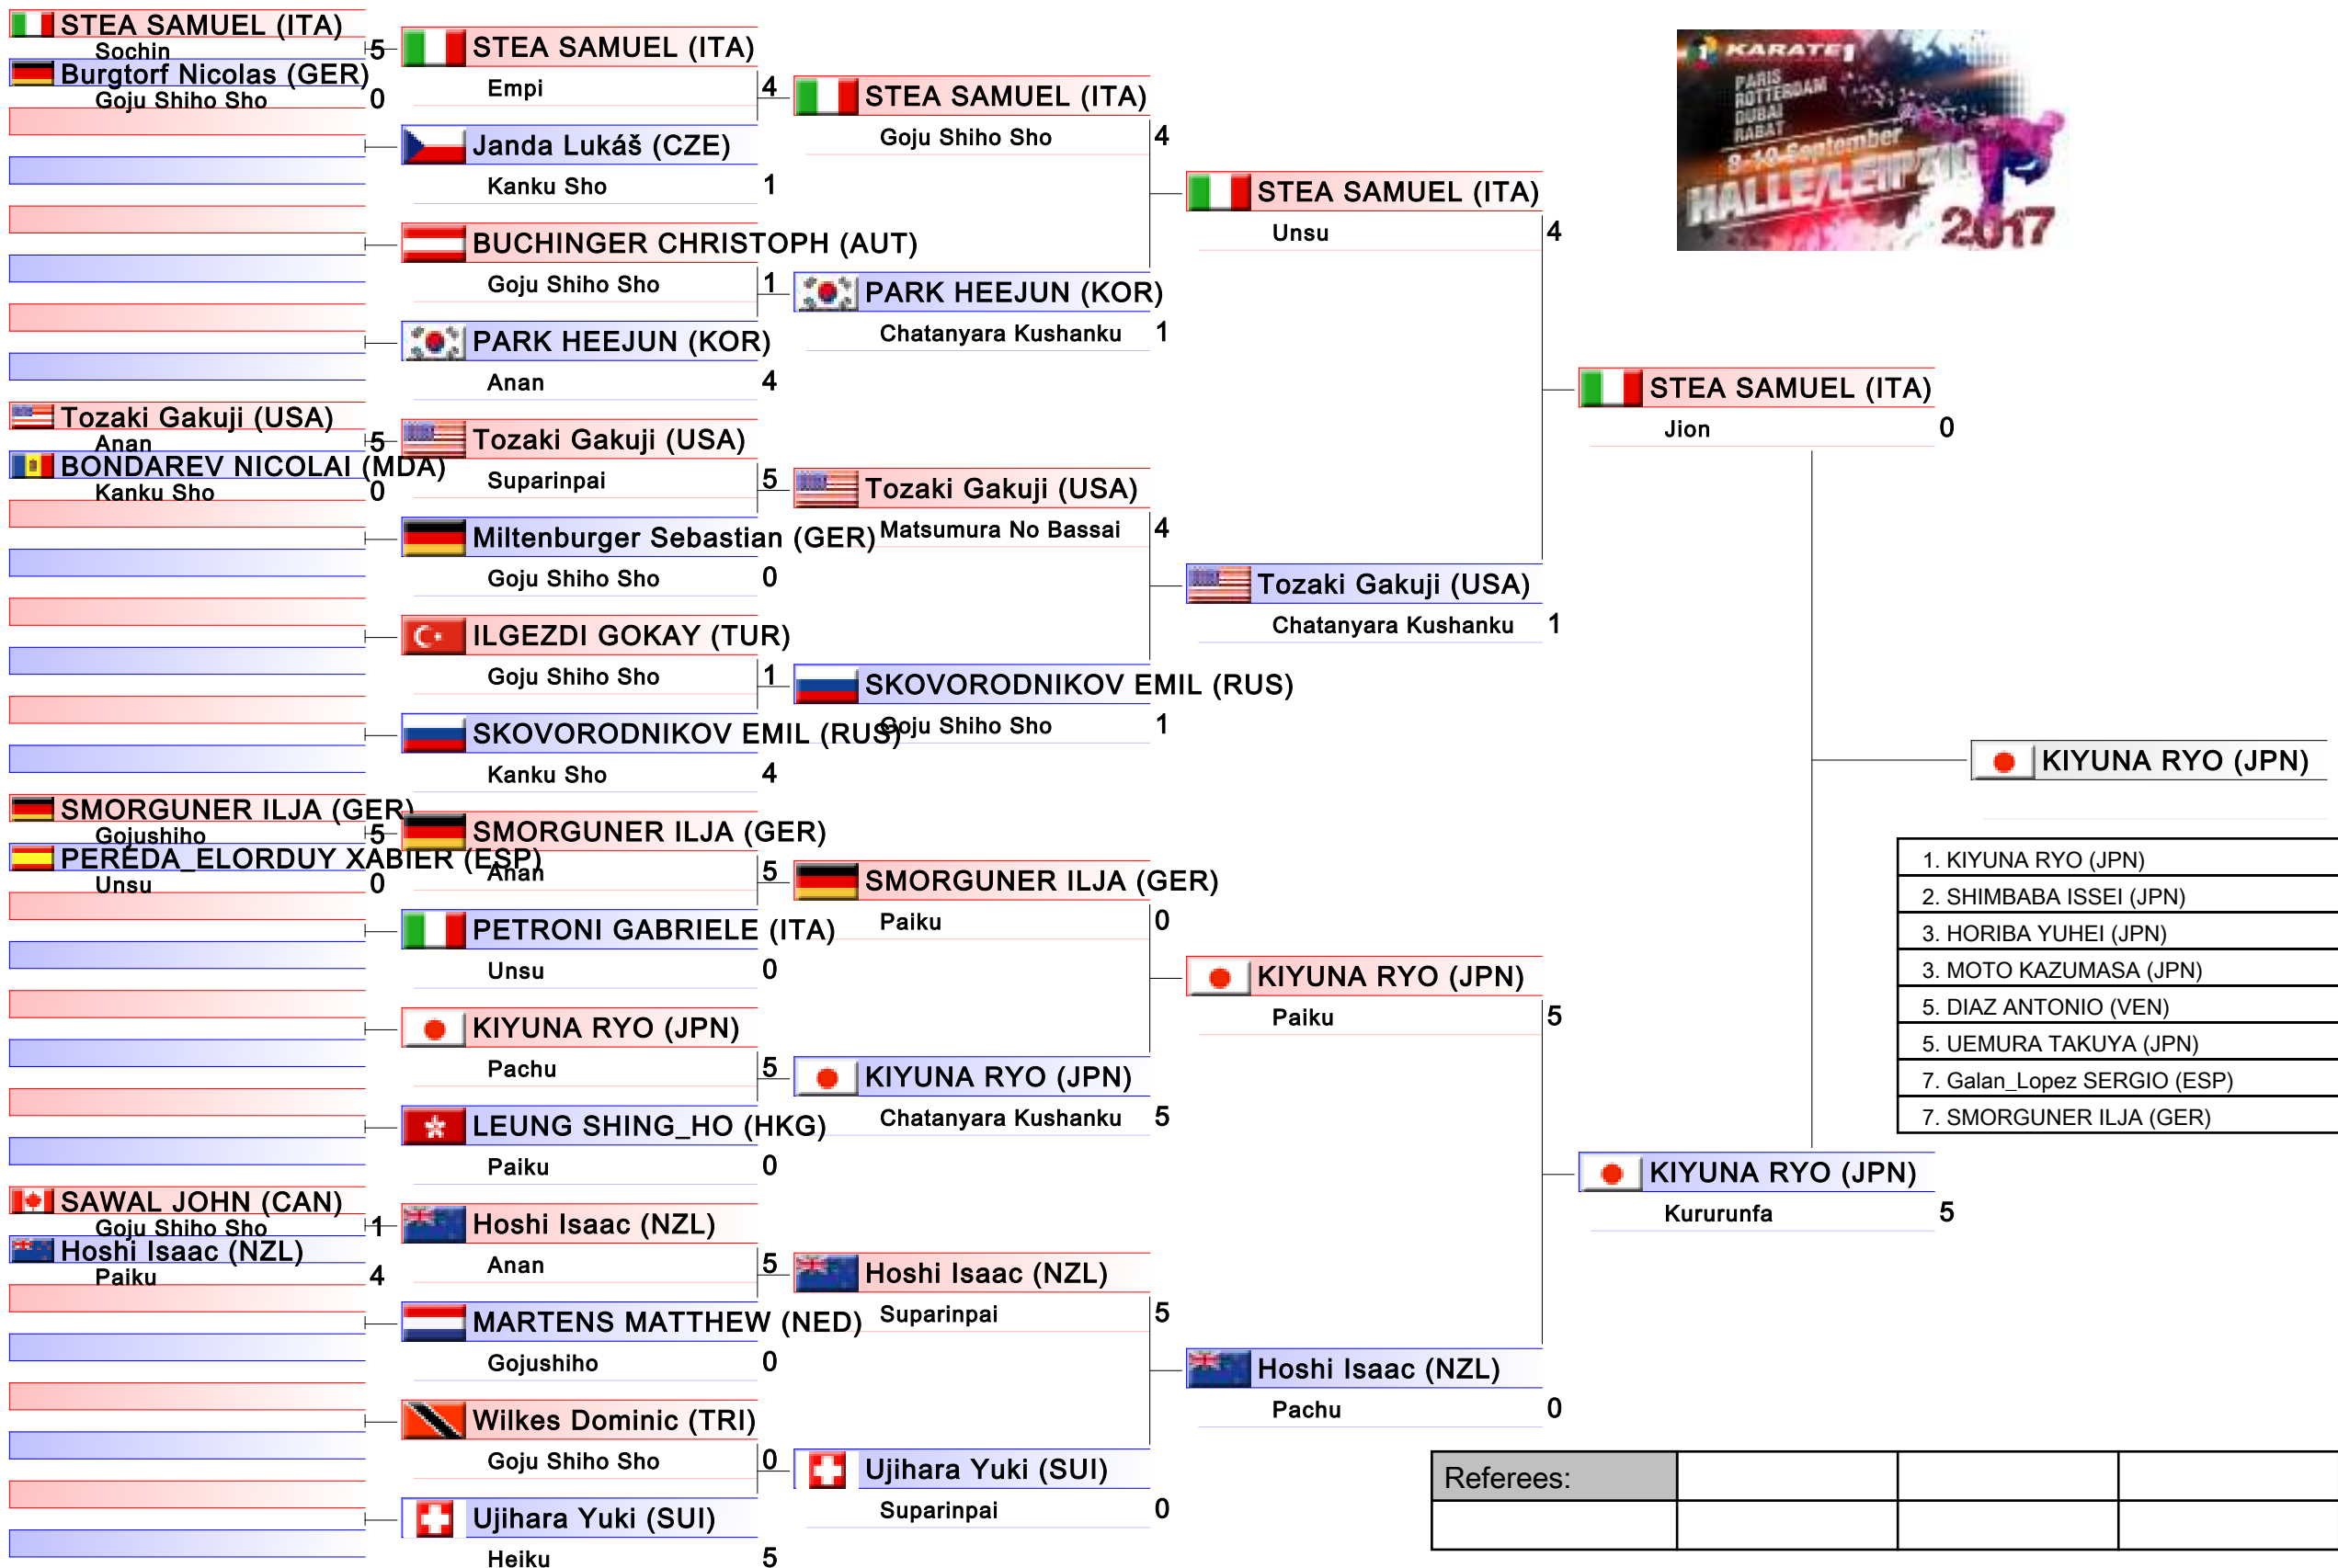 STEA SAMUEL (ITA)
Sochin
5
Burgtorf Nicolas (GER)
Goju Shiho Sho
0
Tozaki Gakuji (USA)
Anan
5
BONDAREV NICOLAI (MDA)
Kanku Sho
0
SMORGUNER ILJA (GER)
Gojushiho
5
PEREDA_ELORDUY XABIER (ESP)
Unsu
0
SAWAL JOHN (CAN)
Goju Shiho Sho
1
Hoshi Isaac (NZL)
Paiku
4
STEA SAMUEL (ITA)
Empi
4
Janda Lukáš (CZE)
Kanku Sho
1
BUCHINGER CHRISTOPH (AUT)
Goju Shiho Sho
1
PARK HEEJUN (KOR)
Anan
4
Tozaki Gakuji (USA)
Suparinpai
5
Miltenburger Sebastian (GER)
Goju Shiho Sho
0
ILGEZDI GOKAY (TUR)
Goju Shiho Sho
1
SKOVORODNIKOV EMIL (RUS)
Kanku Sho
4
SMORGUNER ILJA (GER)
Anan
5
PETRONI GABRIELE (ITA)
Unsu
0
KIYUNA RYO (JPN)
Pachu
5
LEUNG SHING_HO (HKG)
Paiku
0
Hoshi Isaac (NZL)
Anan
5
MARTENS MATTHEW (NED)
Gojushiho
0
Wilkes Dominic (TRI)
Goju Shiho Sho
0
Ujihara Yuki (SUI)
Heiku
5
STEA SAMUEL (ITA)
Goju Shiho Sho
4
PARK HEEJUN (KOR)
Chatanyara Kushanku
1
Tozaki Gakuji (USA)
Matsumura No Bassai
4
SKOVORODNIKOV EMIL (RUS)
Goju Shiho Sho
1
SMORGUNER ILJA (GER)
Paiku
0
KIYUNA RYO (JPN)
Chatanyara Kushanku
5
Hoshi Isaac (NZL)
Suparinpai
5
Ujihara Yuki (SUI)
Suparinpai
0
STEA SAMUEL (ITA)
Unsu
4
Tozaki Gakuji (USA)
Chatanyara Kushanku
1
KIYUNA RYO (JPN)
Paiku
5
Hoshi Isaac (NZL)
Pachu
0
STEA SAMUEL (ITA)
Jion
0
KIYUNA RYO (JPN)
Kururunfa
5
KIYUNA RYO (JPN)
KARATE1
PARIS
ROTTERDAM
DUBAI
RABAT
8-10 September
HALLE/LEIPZIG
2017
1. KIYUNA RYO (JPN)
2. SHIMBABA ISSEI (JPN)
3. HORIBA YUHEI (JPN)
3. MOTO KAZUMASA (JPN)
5. DIAZ ANTONIO (VEN)
5. UEMURA TAKUYA (JPN)
7. Galan_Lopez SERGIO (ESP)
7. SMORGUNER ILJA (GER)
Referees: